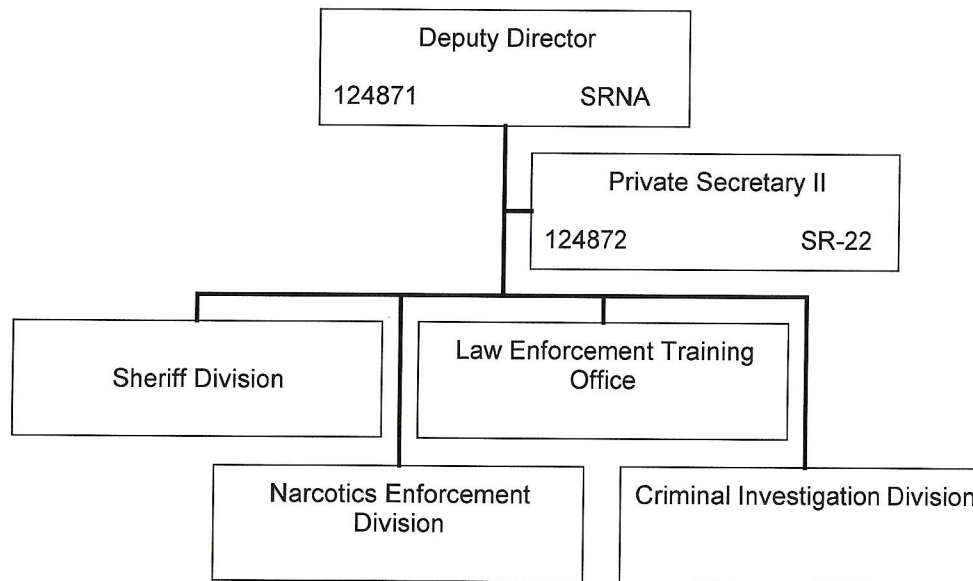 Deputy Director
124871 SRNA
Private Secretary II
124872 SR-22
Sheriff Division
Law Enforcement Training
Office
Narcotics Enforcement
Division
Criminal Investigation Division